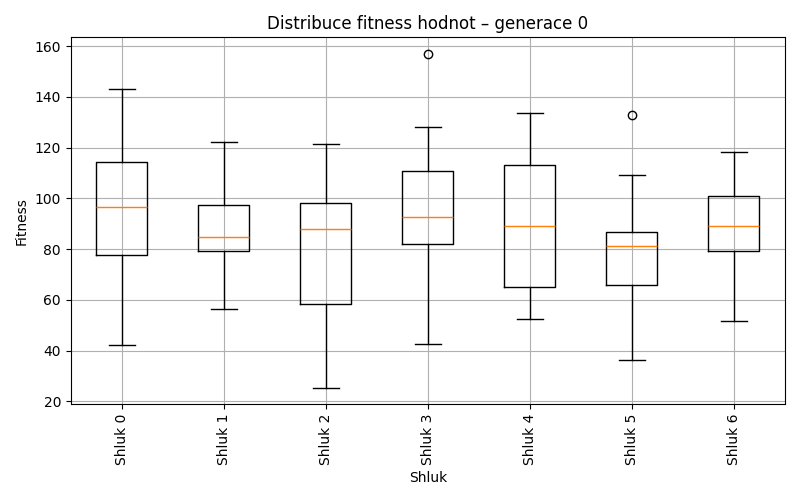 Distribuce fitness hodnot – generace 0
160
140
120
100
80
60
40
20
Fitness
Shluk 0
Shluk 1
Shluk 2
Shluk 3
Shluk 4
Shluk 5
Shluk 6
Shluk